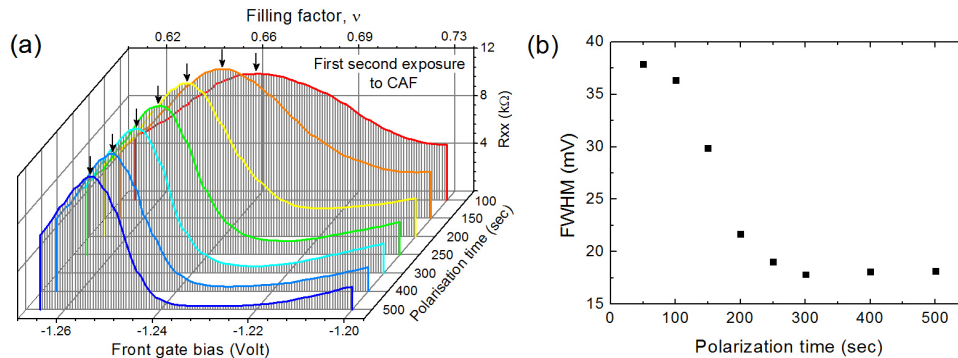 (a)
Filling factor, ν
0.62 0.66 0.69 0.73
First second exposure
to CAF
12
8
4
Rxx (kΩ)
100
150
200
250
300
400
500
Polarisation time (sec)
-1.26 -1.24 -1.22 -1.20
Front gate bias (Volt)
(b)
40
35
30
25
20
15
FWHM (mV)
0 100 200 300 400 500
Polarization time (sec)